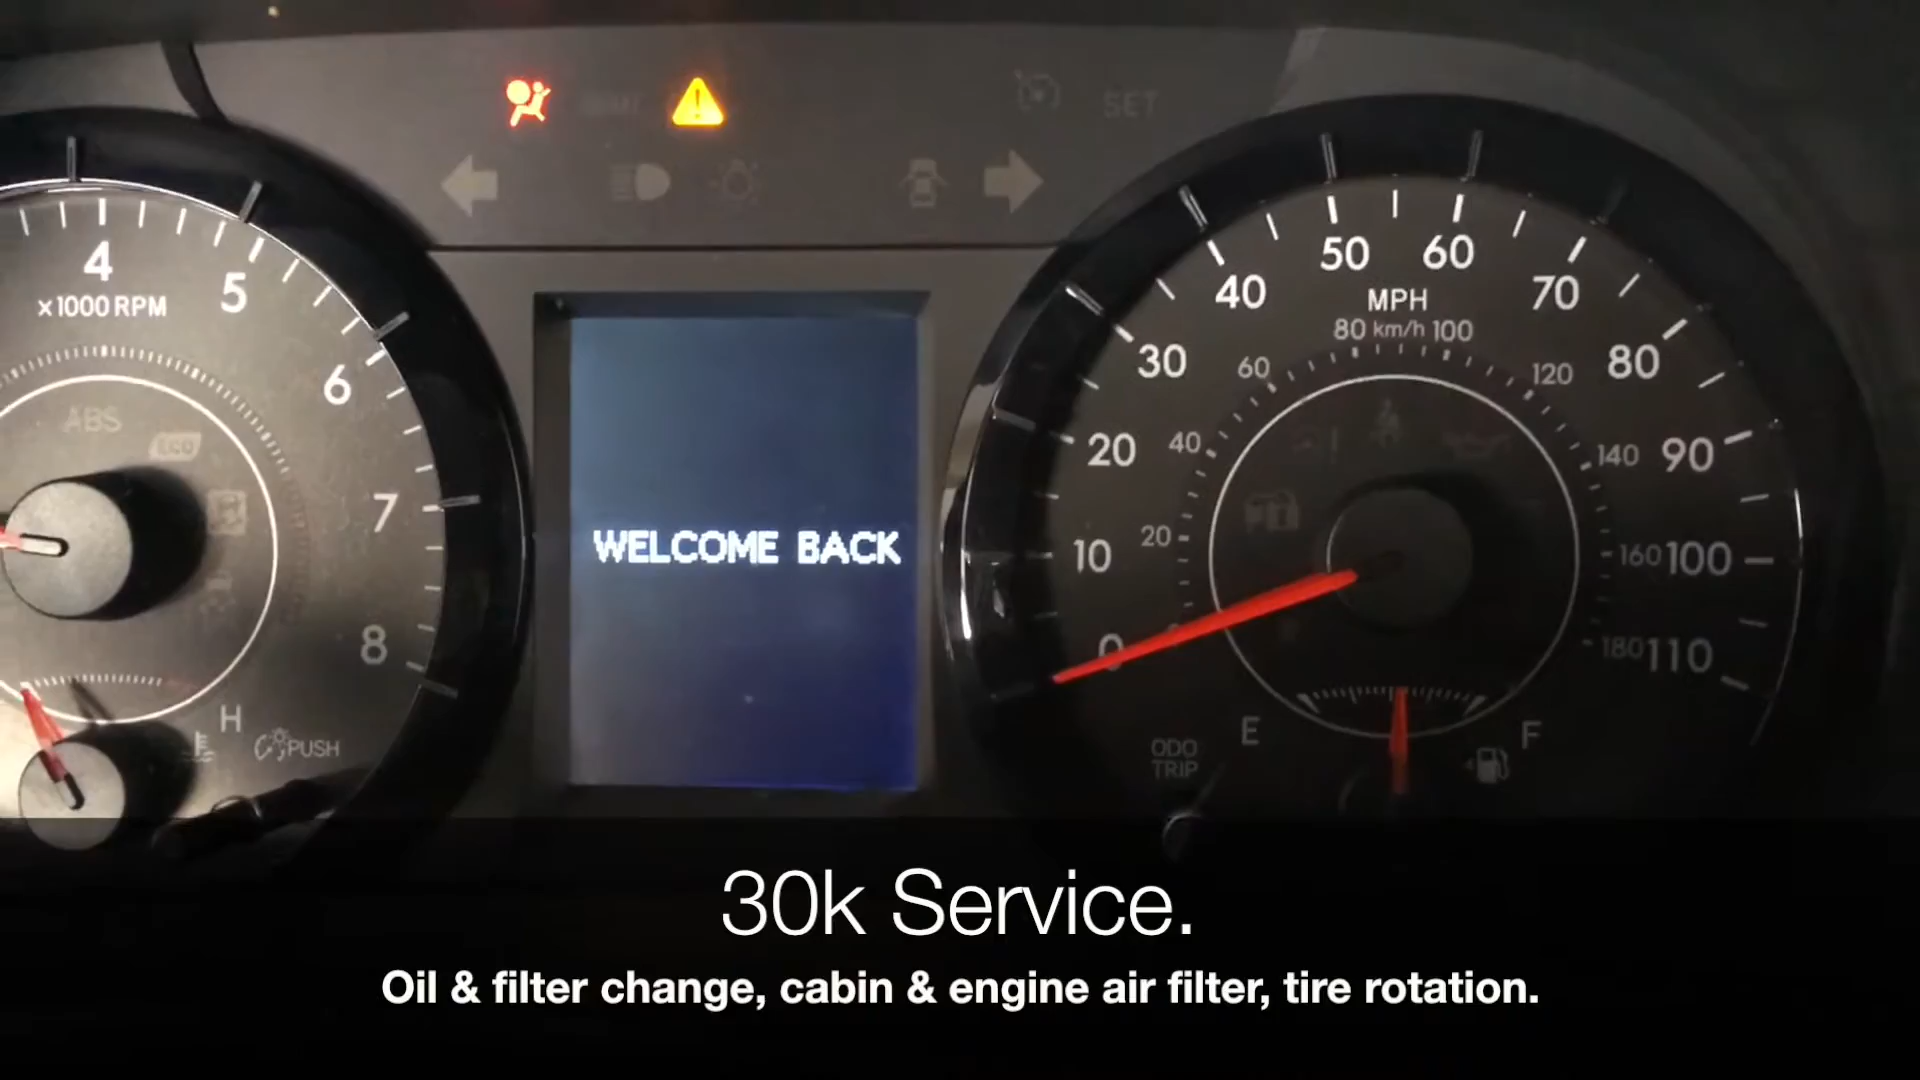 SET
4
x1000 RPM
5
6
7
8
ABS
ECO
H
PUSH
WELCOME BACK
0
10
20
30
40
50
60
70
80
90
100
110
MPH
80 km/h 100
20
40
60
120
140
160
180
ODO
TRIP
E
F
30k Service.
Oil & filter change, cabin & engine air filter, tire rotation.